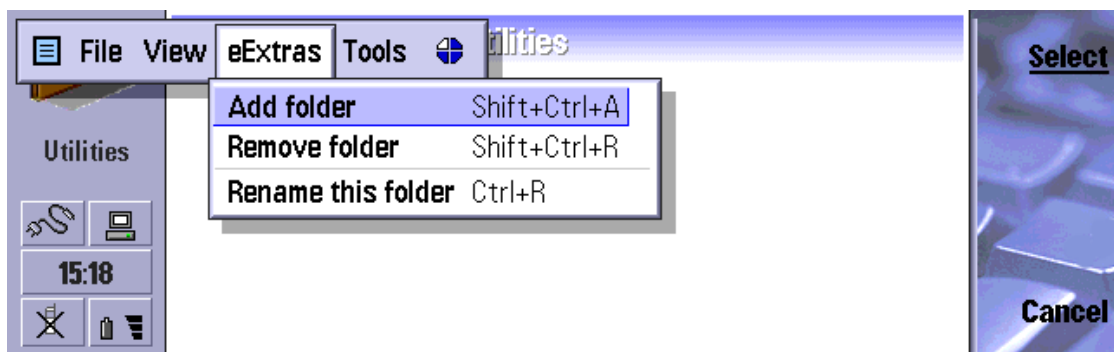 File View eExtras Tools
Select
Add folder Shift+Ctrl+A
Utilities
Remove folder Shift+Ctrl+R
Rename this folder Ctrl+R
15:18
Cancel